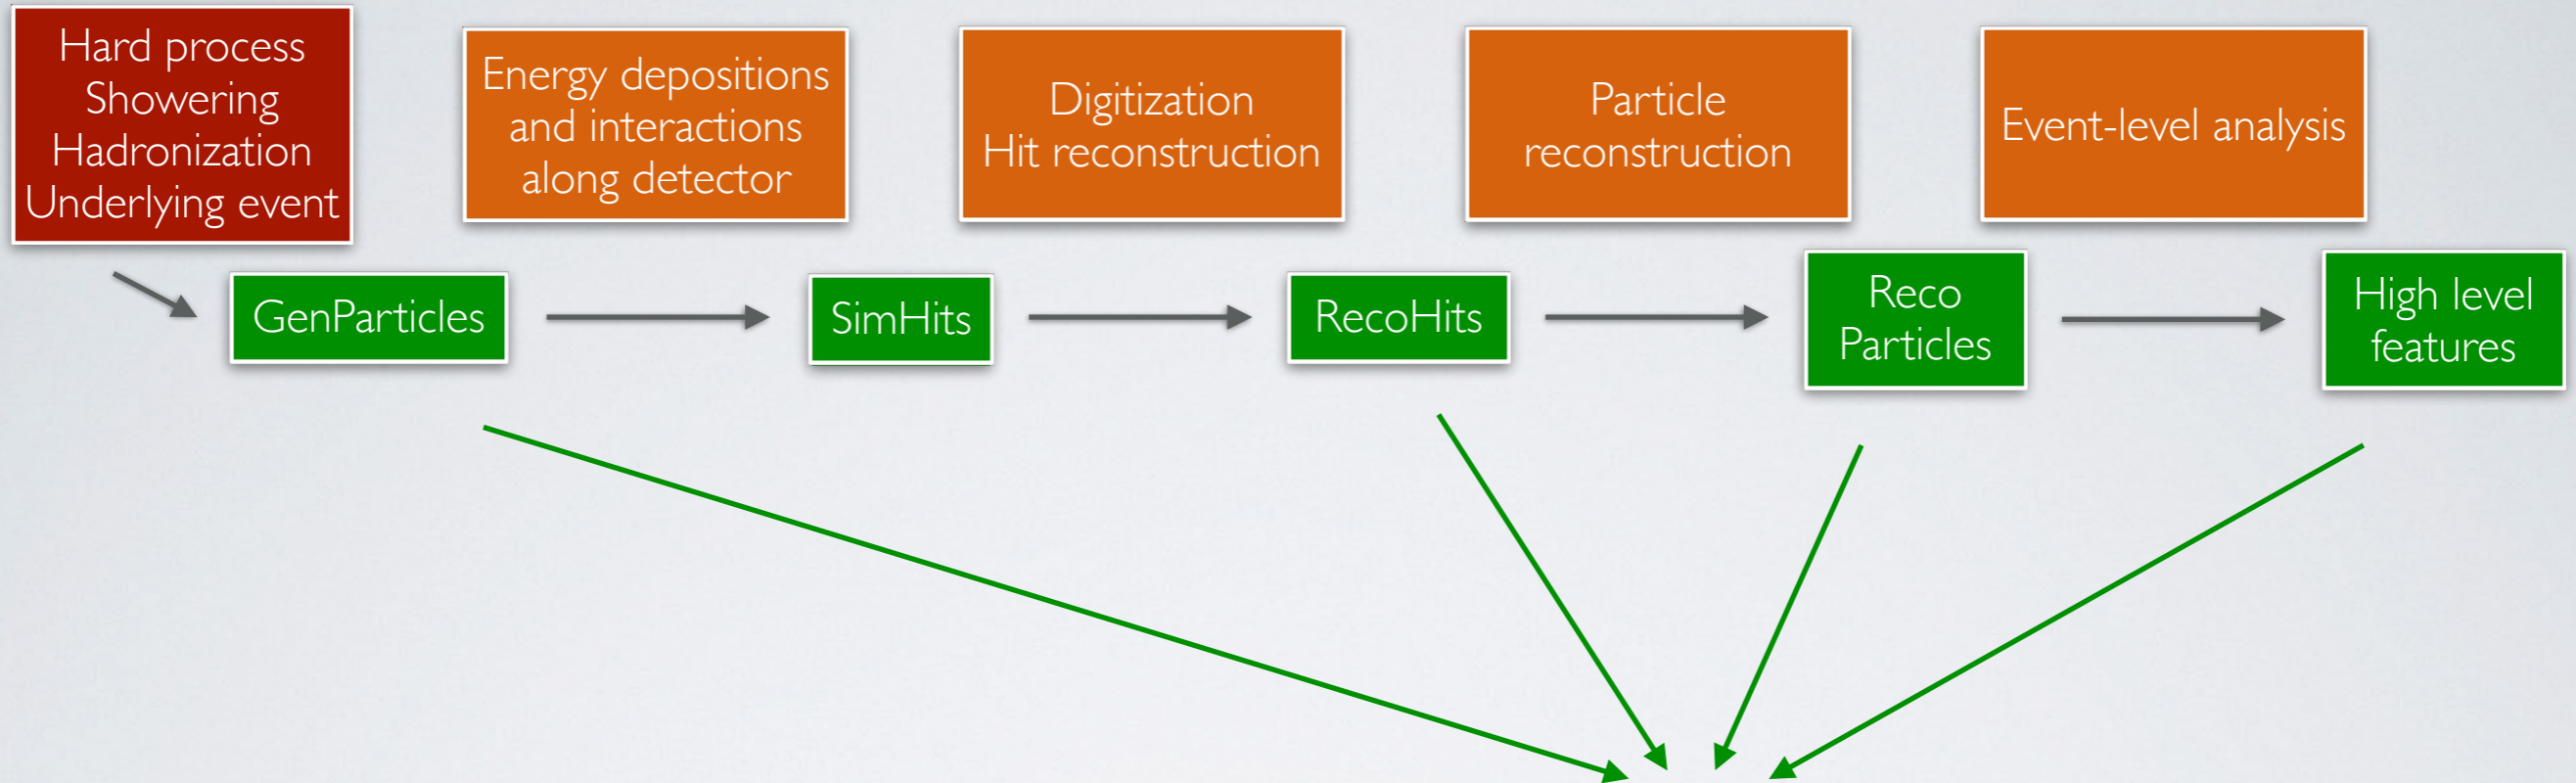 Hard process
Showering
Hadronization
Underlying event
Energy depositions
and interactions
along detector
Digitization
Hit reconstruction
Particle
reconstruction
Event-level analysis
GenParticles
SimHits
RecoHits
Reco
Particles
High level
features